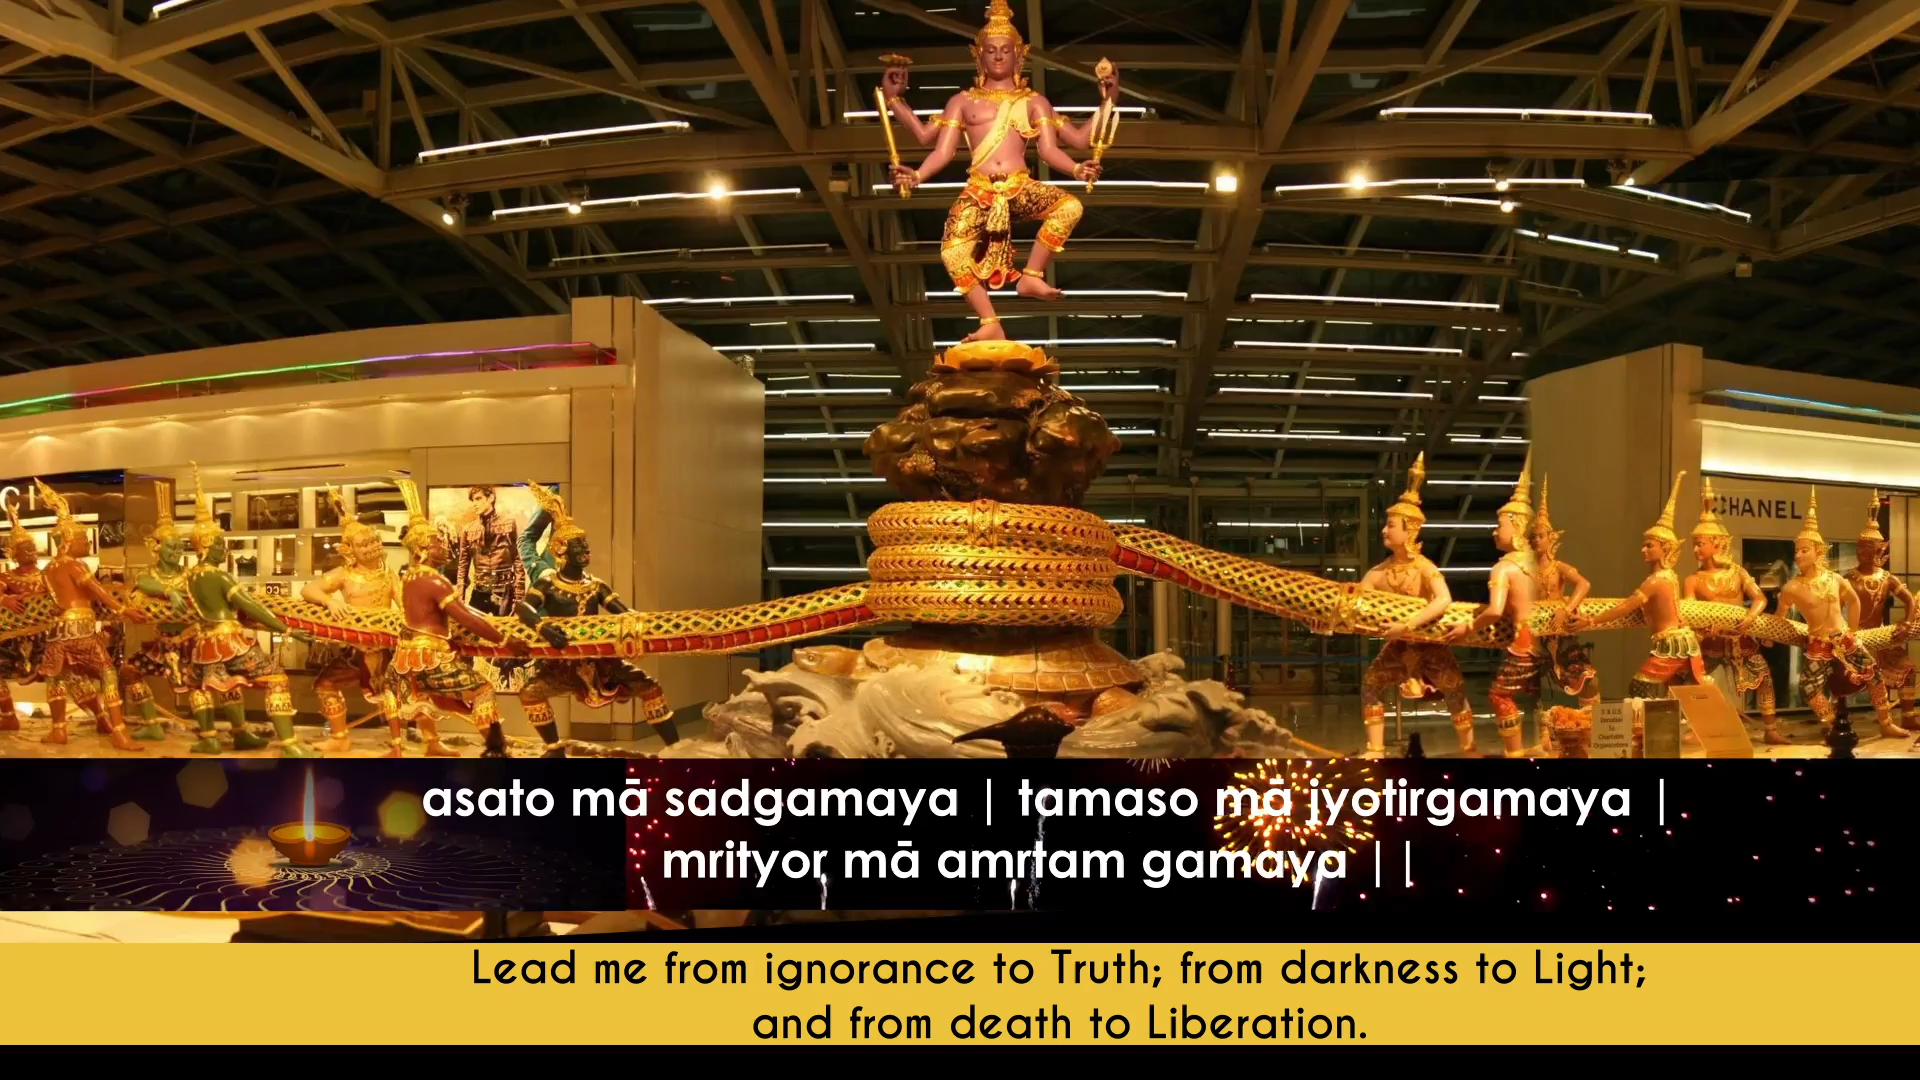 CI
CHANEL
asato mā sadgamaya | tamaso mā jyotirgamaya |
mrityor mā amrtam gamaya ||
Lead me from ignorance to Truth; from darkness to Light;
and from death to Liberation.